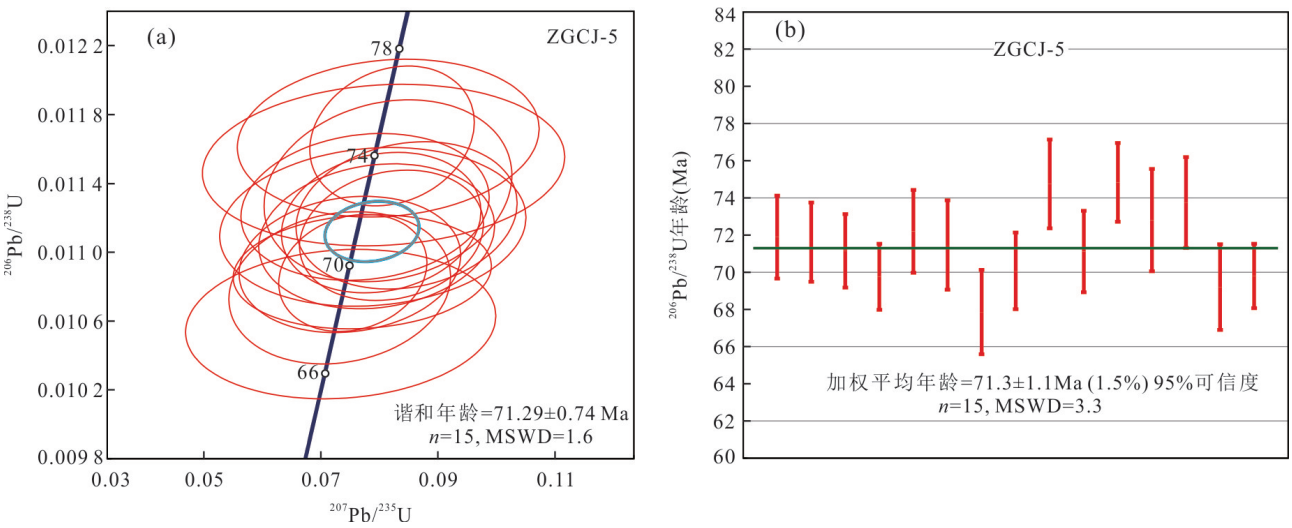 (a)
ZGCJ-5
0.012 2
0.011 8
0.011 4
0.011 0
0.010 6
0.010 2
0.009 8
²⁰⁶Pb/²³⁸U
78
74
70
66
谐和年龄=71.29±0.74 Ma
n=15, MSWD=1.6
0.03 0.05 0.07 0.09 0.11
²⁰⁷Pb/²³⁵U
(b)
ZGCJ-5
84
82
80
78
76
74
72
70
68
66
64
62
60
²⁰⁶Pb/²³⁸U年龄(Ma)
加权平均年龄=71.3±1.1Ma (1.5%) 95%可信度
n=15, MSWD=3.3